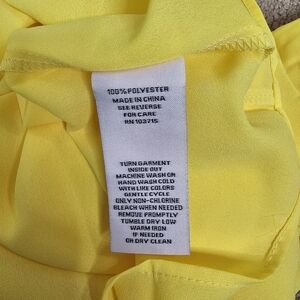 100% POLYESTER
MADE IN CHINA
SEE REVERSE
FOR CARE
RN 103715
TURN GARMENT
INSIDE OUT
MACHINE WASH OR
HAND WASH COLD
WITH LIKE COLORS
GENTLE CYCLE
ONLY NON-CHLORINE
BLEACH WHEN NEEDED
REMOVE PROMPTLY
TUMBLE DRY LOW
WARM IRON
IF NEEDED
OR DRY CLEAN